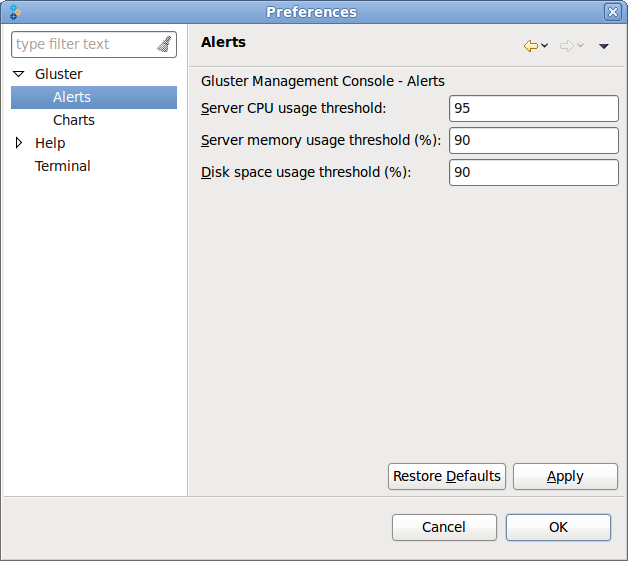 Preferences
type filter text
Gluster
Alerts
Charts
Help
Terminal
Alerts
Gluster Management Console - Alerts
Server CPU usage threshold: 95
Server memory usage threshold (%): 90
Disk space usage threshold (%): 90
Restore Defaults Apply
Cancel OK